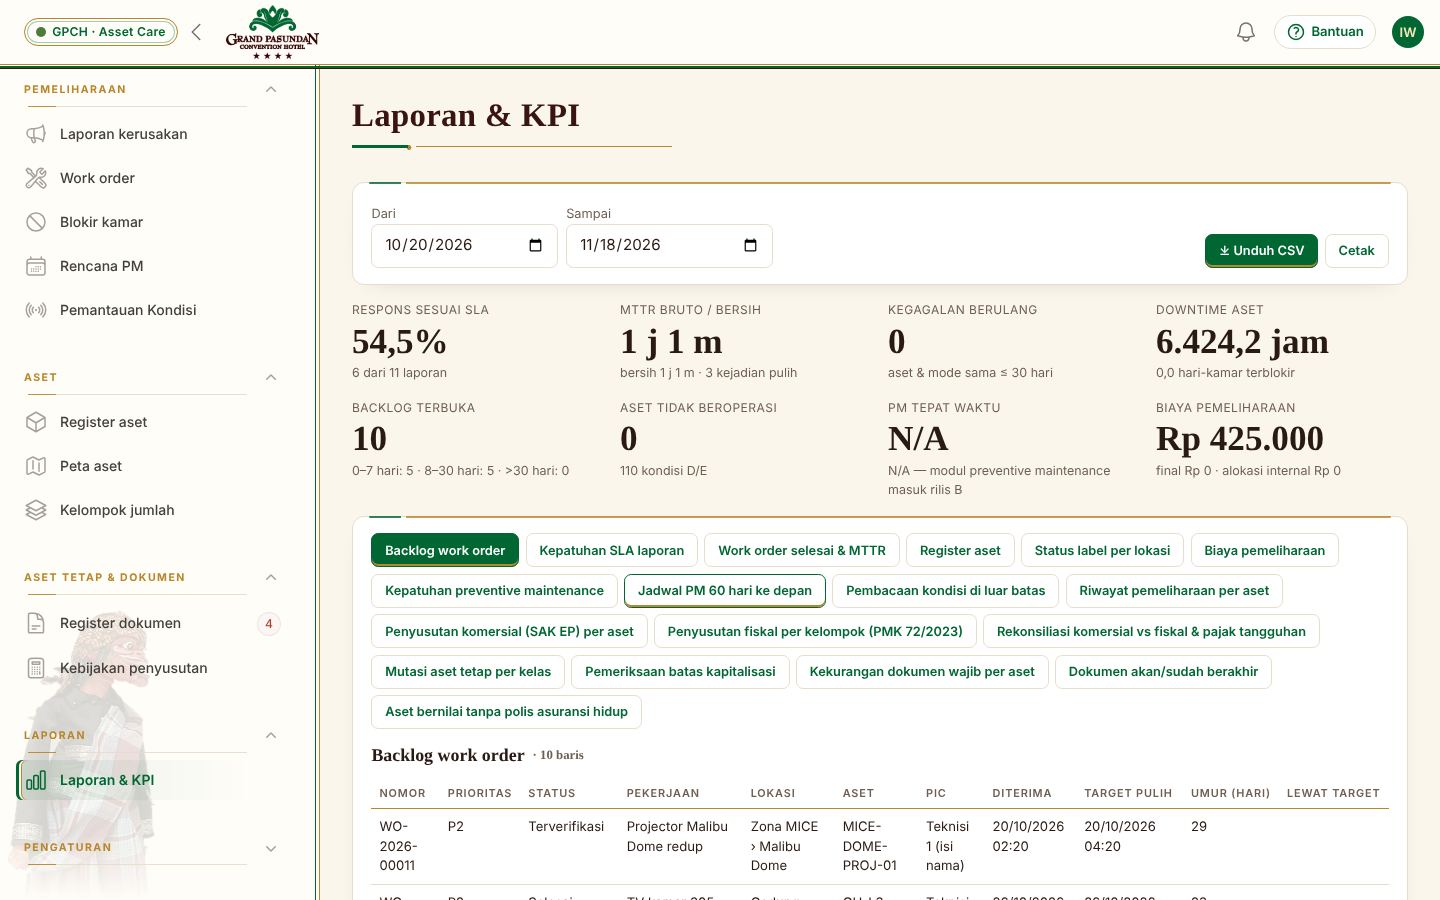 GPCH · Asset Care
GRAND PASUNDAN
CONVENTION HOTEL
Bantuan
IW
PEMELIHARAAN
Laporan kerusakan
Work order
Blokir kamar
Rencana PM
Pemantauan Kondisi
ASET
Register aset
Peta aset
Kelompok jumlah
ASET TETAP & DOKUMEN
Register dokumen
4
Kebijakan penyusutan
LAPORAN
Laporan & KPI
PENGATURAN
Laporan & KPI
Dari
Sampai
10/20/2026
11/18/2026
Unduh CSV
Cetak
RESPONS SESUAI SLA
54,5%
6 dari 11 laporan
MTTR BRUTO / BERSIH
1 j 1 m
bersih 1 j 1 m · 3 kejadian pulih
KEGAGALAN BERULANG
0
aset & mode sama ≤ 30 hari
DOWNTIME ASET
6.424,2 jam
0,0 hari-kamar terblokir
BACKLOG TERBUKA
10
0–7 hari: 5 · 8–30 hari: 5 · >30 hari: 0
ASET TIDAK BEROPERASI
0
110 kondisi D/E
PM TEPAT WAKTU
N/A
N/A — modul preventive maintenance
masuk rilis B
BIAYA PEMELIHARAAN
Rp 425.000
final Rp 0 · alokasi internal Rp 0
Backlog work order
Kepatuhan SLA laporan
Work order selesai & MTTR
Register aset
Status label per lokasi
Biaya pemeliharaan
Kepatuhan preventive maintenance
Jadwal PM 60 hari ke depan
Pembacaan kondisi di luar batas
Riwayat pemeliharaan per aset
Penyusutan komersial (SAK EP) per aset
Penyusutan fiskal per kelompok (PMK 72/2023)
Rekonsiliasi komersial vs fiskal & pajak tangguhan
Mutasi aset tetap per kelas
Pemeriksaan batas kapitalisasi
Kekurangan dokumen wajib per aset
Dokumen akan/sudah berakhir
Aset bernilai tanpa polis asuransi hidup
Backlog work order · 10 baris
NOMOR PRIORITAS STATUS PEKERJAAN LOKASI ASET PIC DITERIMA TARGET PULIH UMUR (HARI) LEWAT TARGET
WO- P2 Terverifikasi Projector Malibu Zona MICE MICE- Teknisi 20/10/2026 20/10/2026 29
2026- Dome redup › Malibu DOME- 1 (isi 02:20 04:20
00011 Dome PROJ-01 nama)